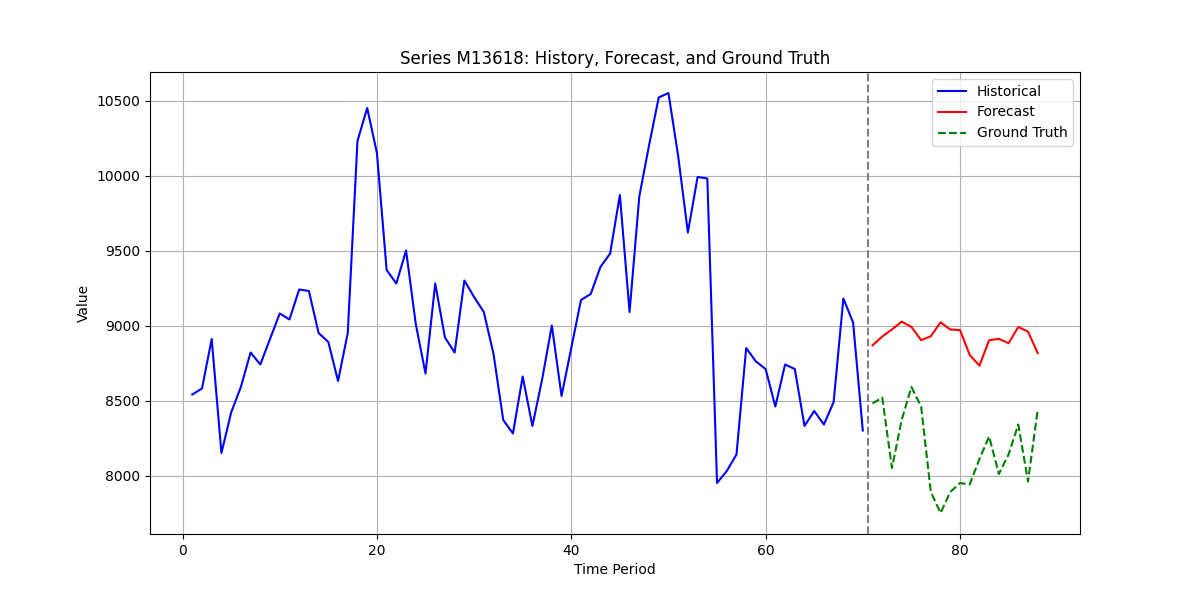 Series M13618: History, Forecast, and Ground Truth
Historical
Forecast
Ground Truth
Value
10500
10000
9500
9000
8500
8000
0 20 40 60 80
Time Period